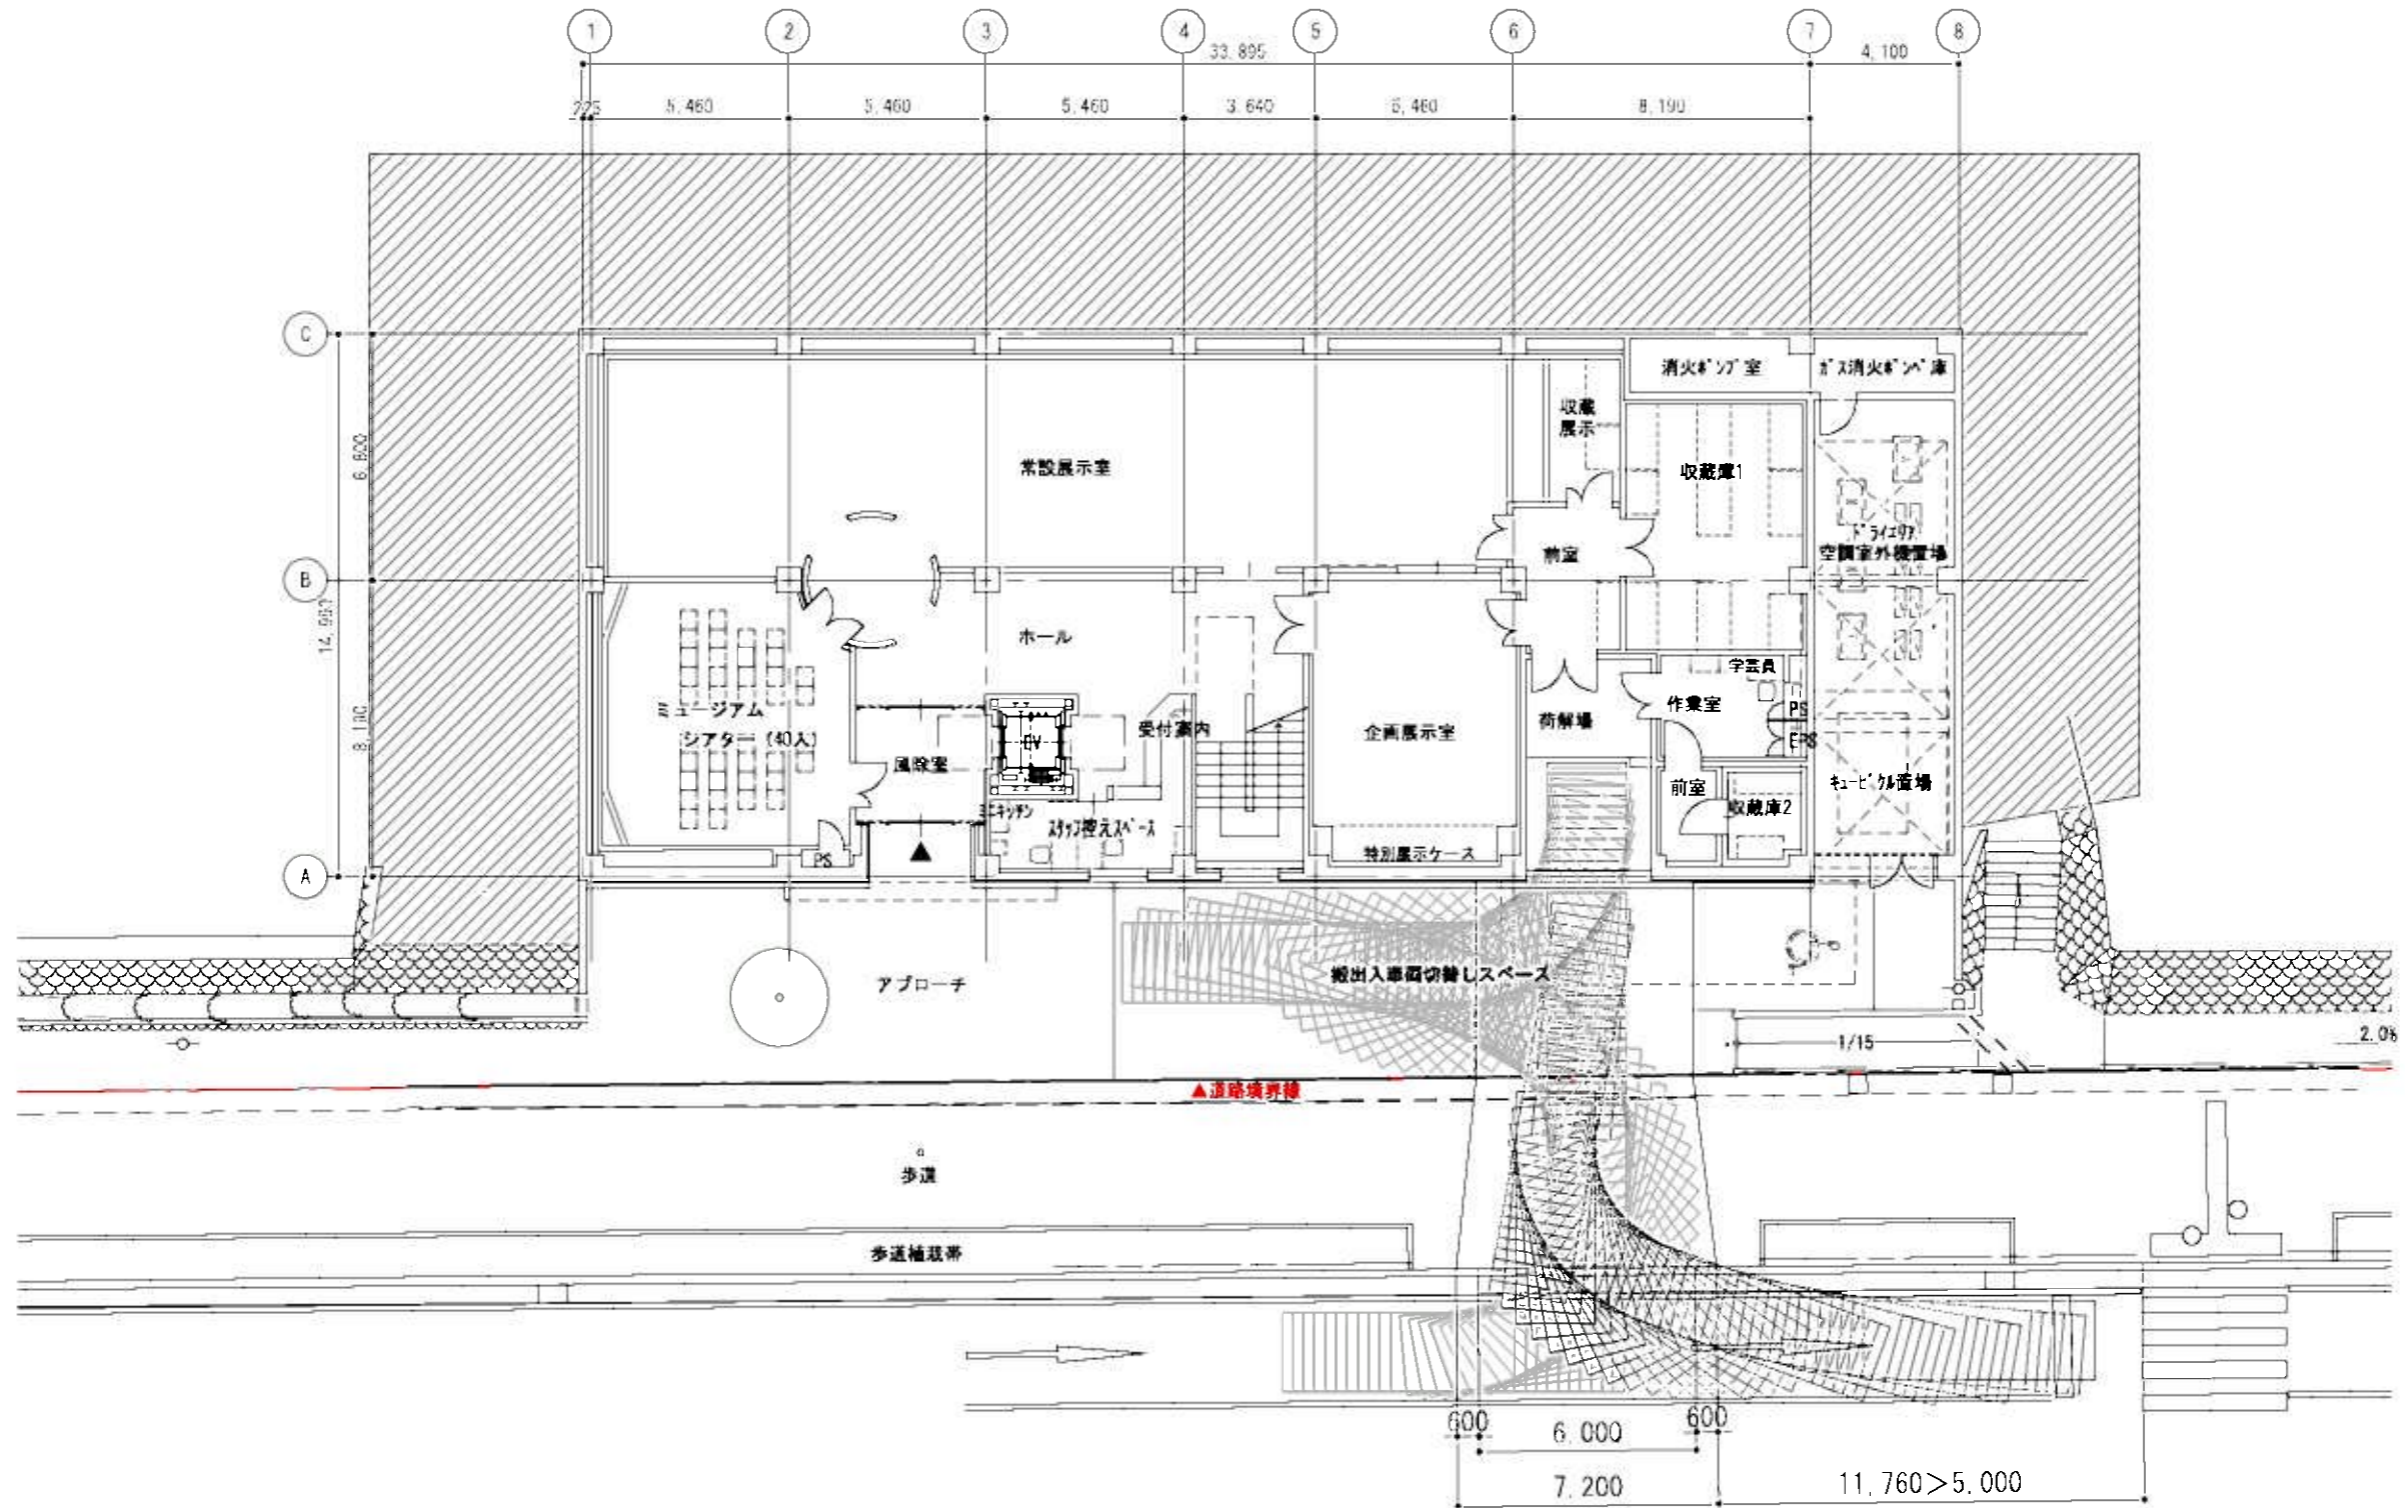 1 2 3 4 5 6 7 8
33,895 4,100
225 5,460 5,460 5,460 3,640 5,460 8,190
C
消火ポンプ室 ガス消火ボンベ庫
収蔵
展示
6,800
常設展示室 収蔵庫1
ドライエリア
空調室外機置場
前室
B
14,990
ホール
学芸員
8,190
ミュージアム
シアター (40人)
作業室 PS
荷解場
受付案内
企画展示室
EV
EPS
風除室
前室
キュービクル置場
収蔵庫2
ミニキッチン
スタッフ控えスペース
特別展示ケース
PS
A
搬出入車両切替しスペース
アプローチ
1/15
2.0%
▲道路境界線
歩道
歩道植栽帯
600 6,000 600
7,200 11,760>5,000